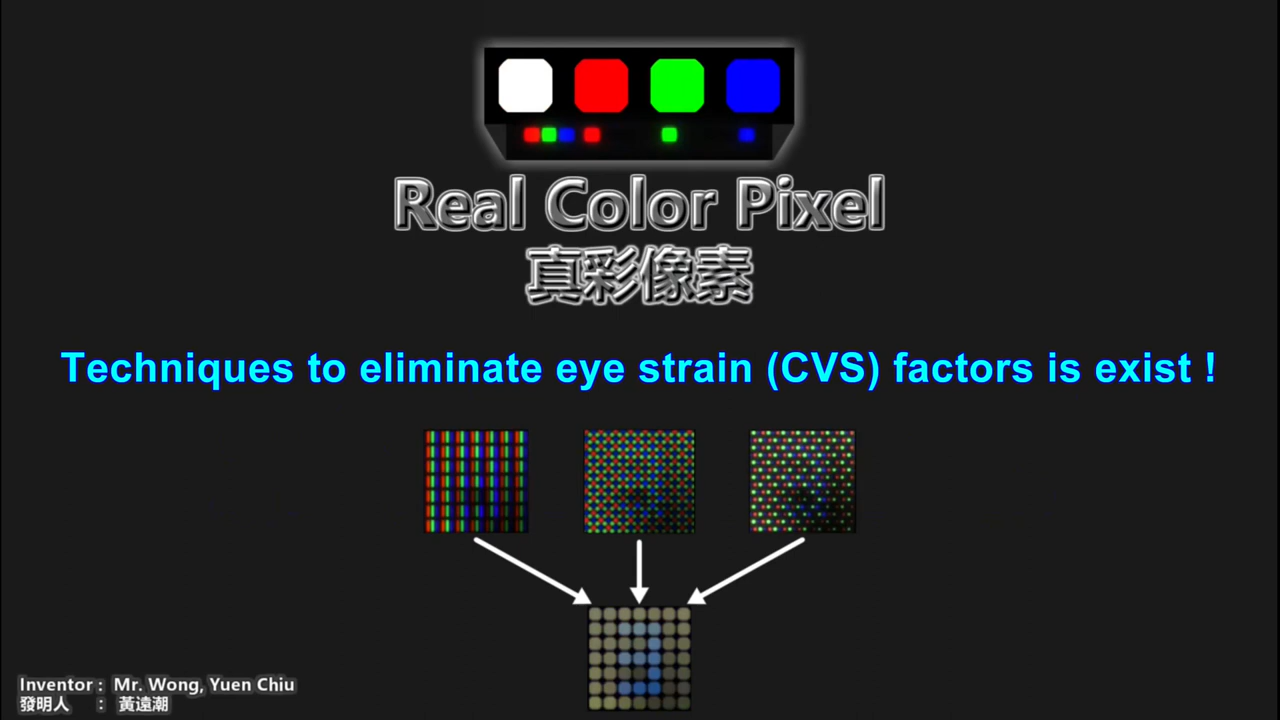 Real Color Pixel
真彩像素
Techniques to eliminate eye strain (CVS) factors is exist !
Inventor : Mr. Wong, Yuen Chiu
發明人 : 黃遠潮